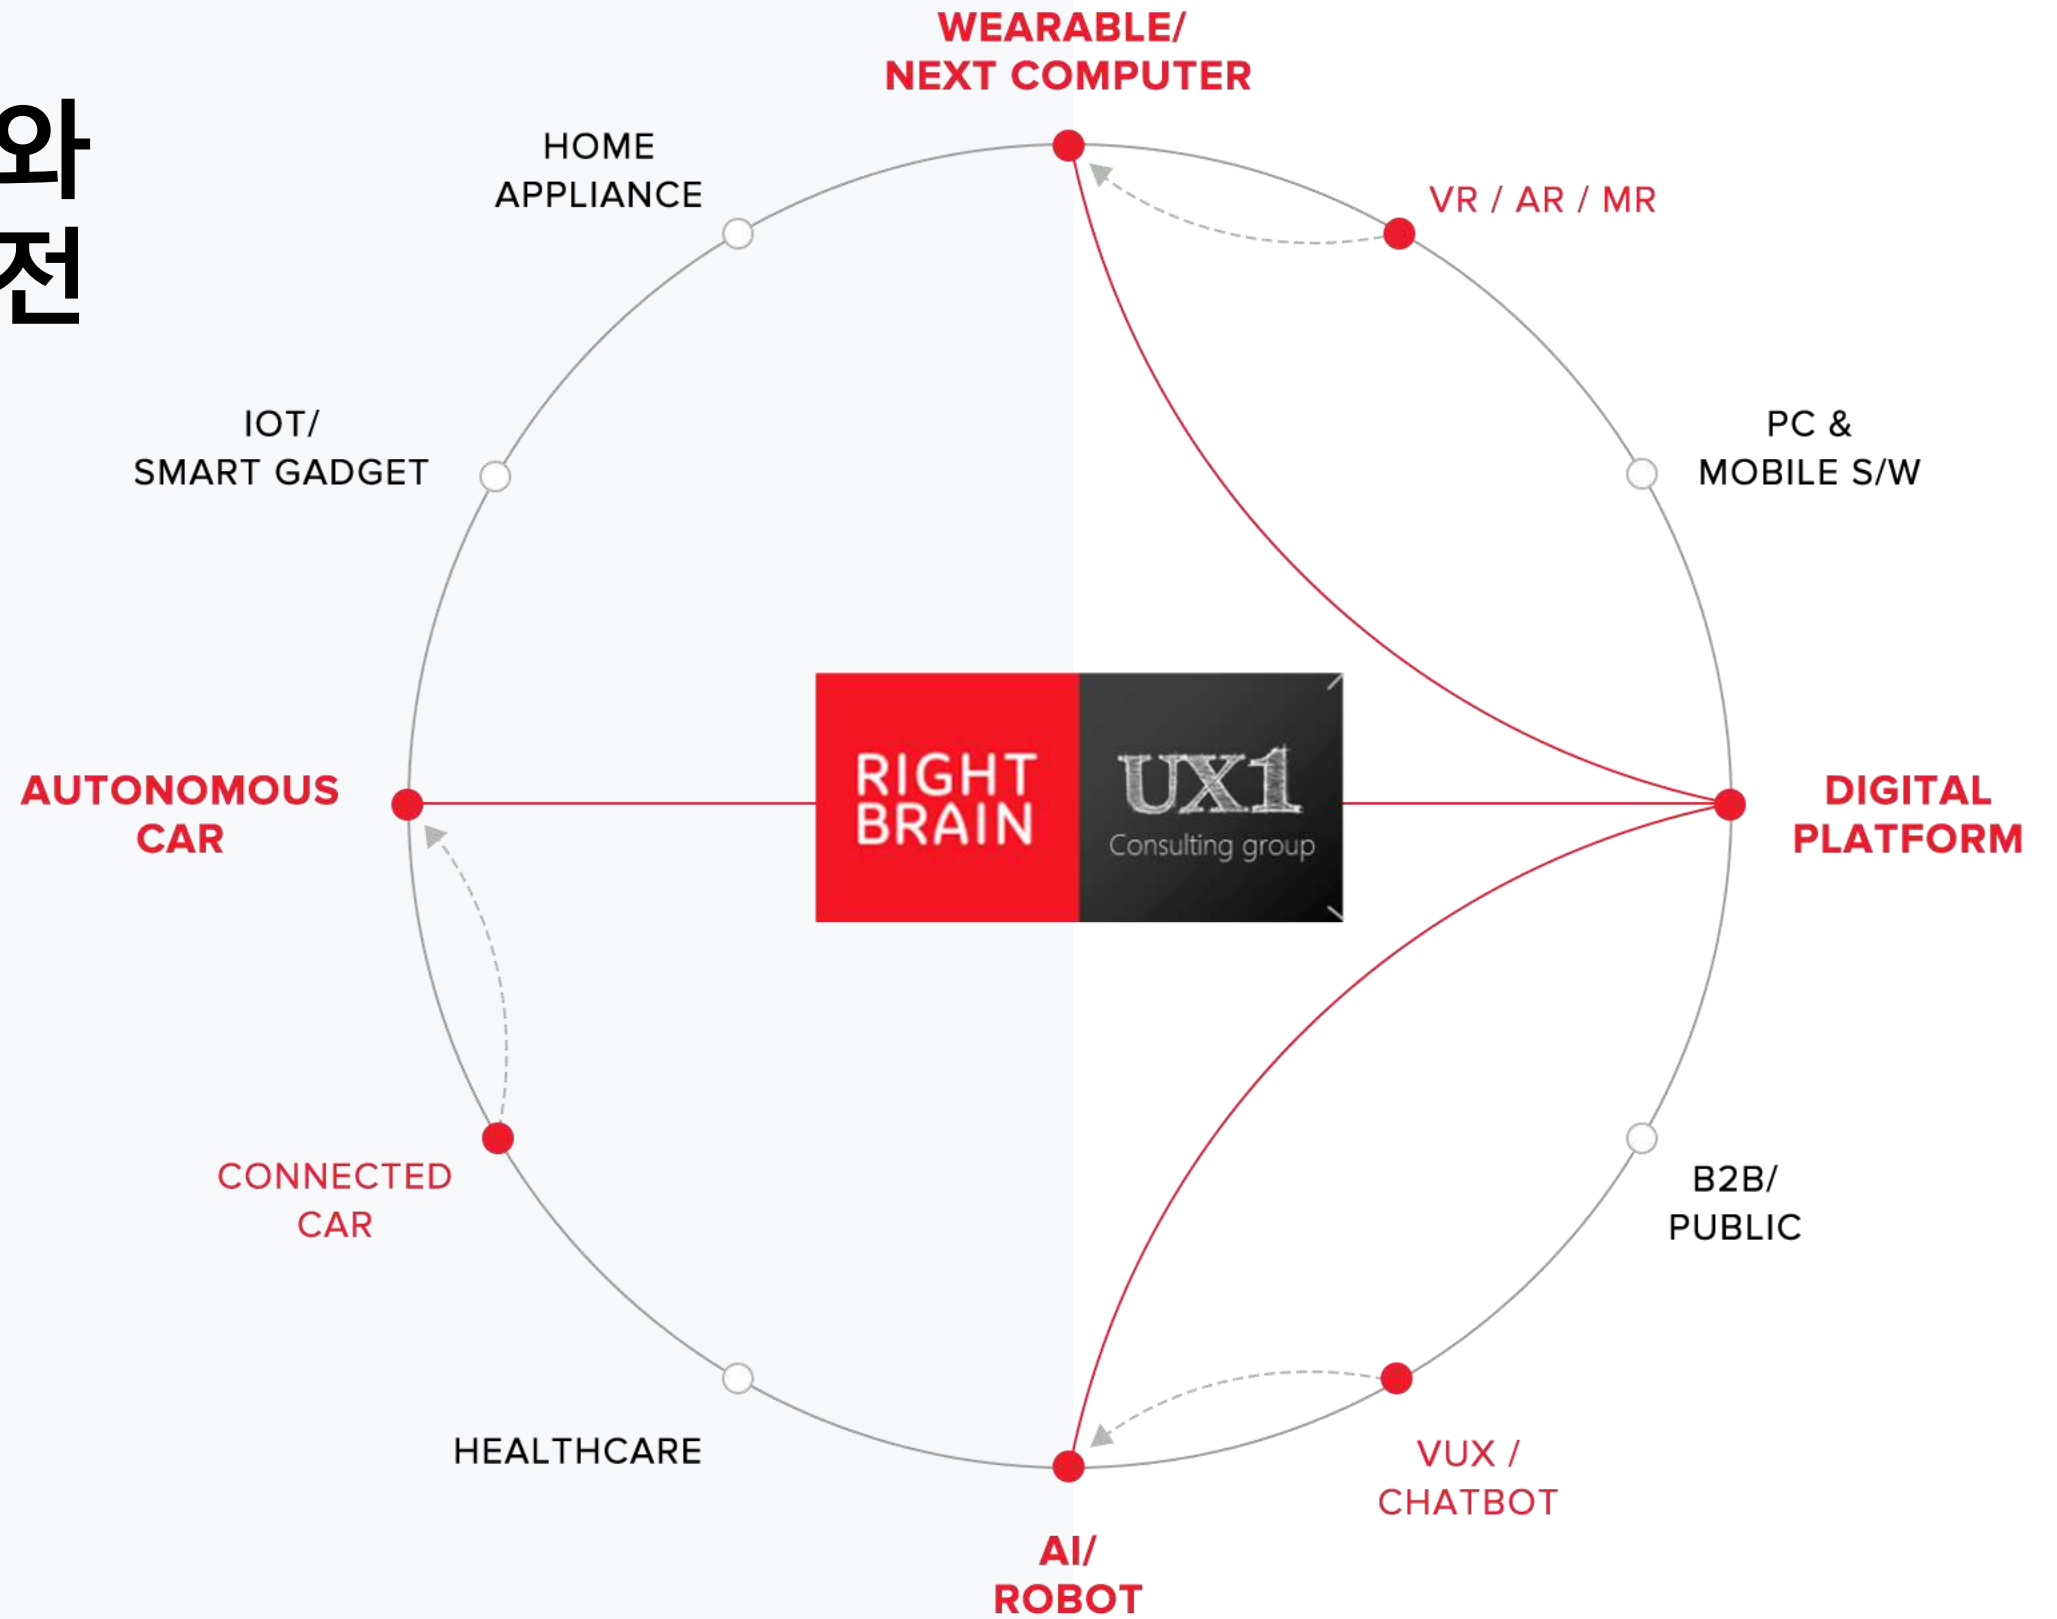 와
전
WEARABLE/
NEXT COMPUTER
HOME
APPLIANCE
VR / AR / MR
IOT/
SMART GADGET
PC &
MOBILE S/W
AUTONOMOUS
CAR
RIGHT
BRAIN
UX1
Consulting group
DIGITAL
PLATFORM
CONNECTED
CAR
B2B/
PUBLIC
HEALTHCARE
VUX /
CHATBOT
AI/
ROBOT